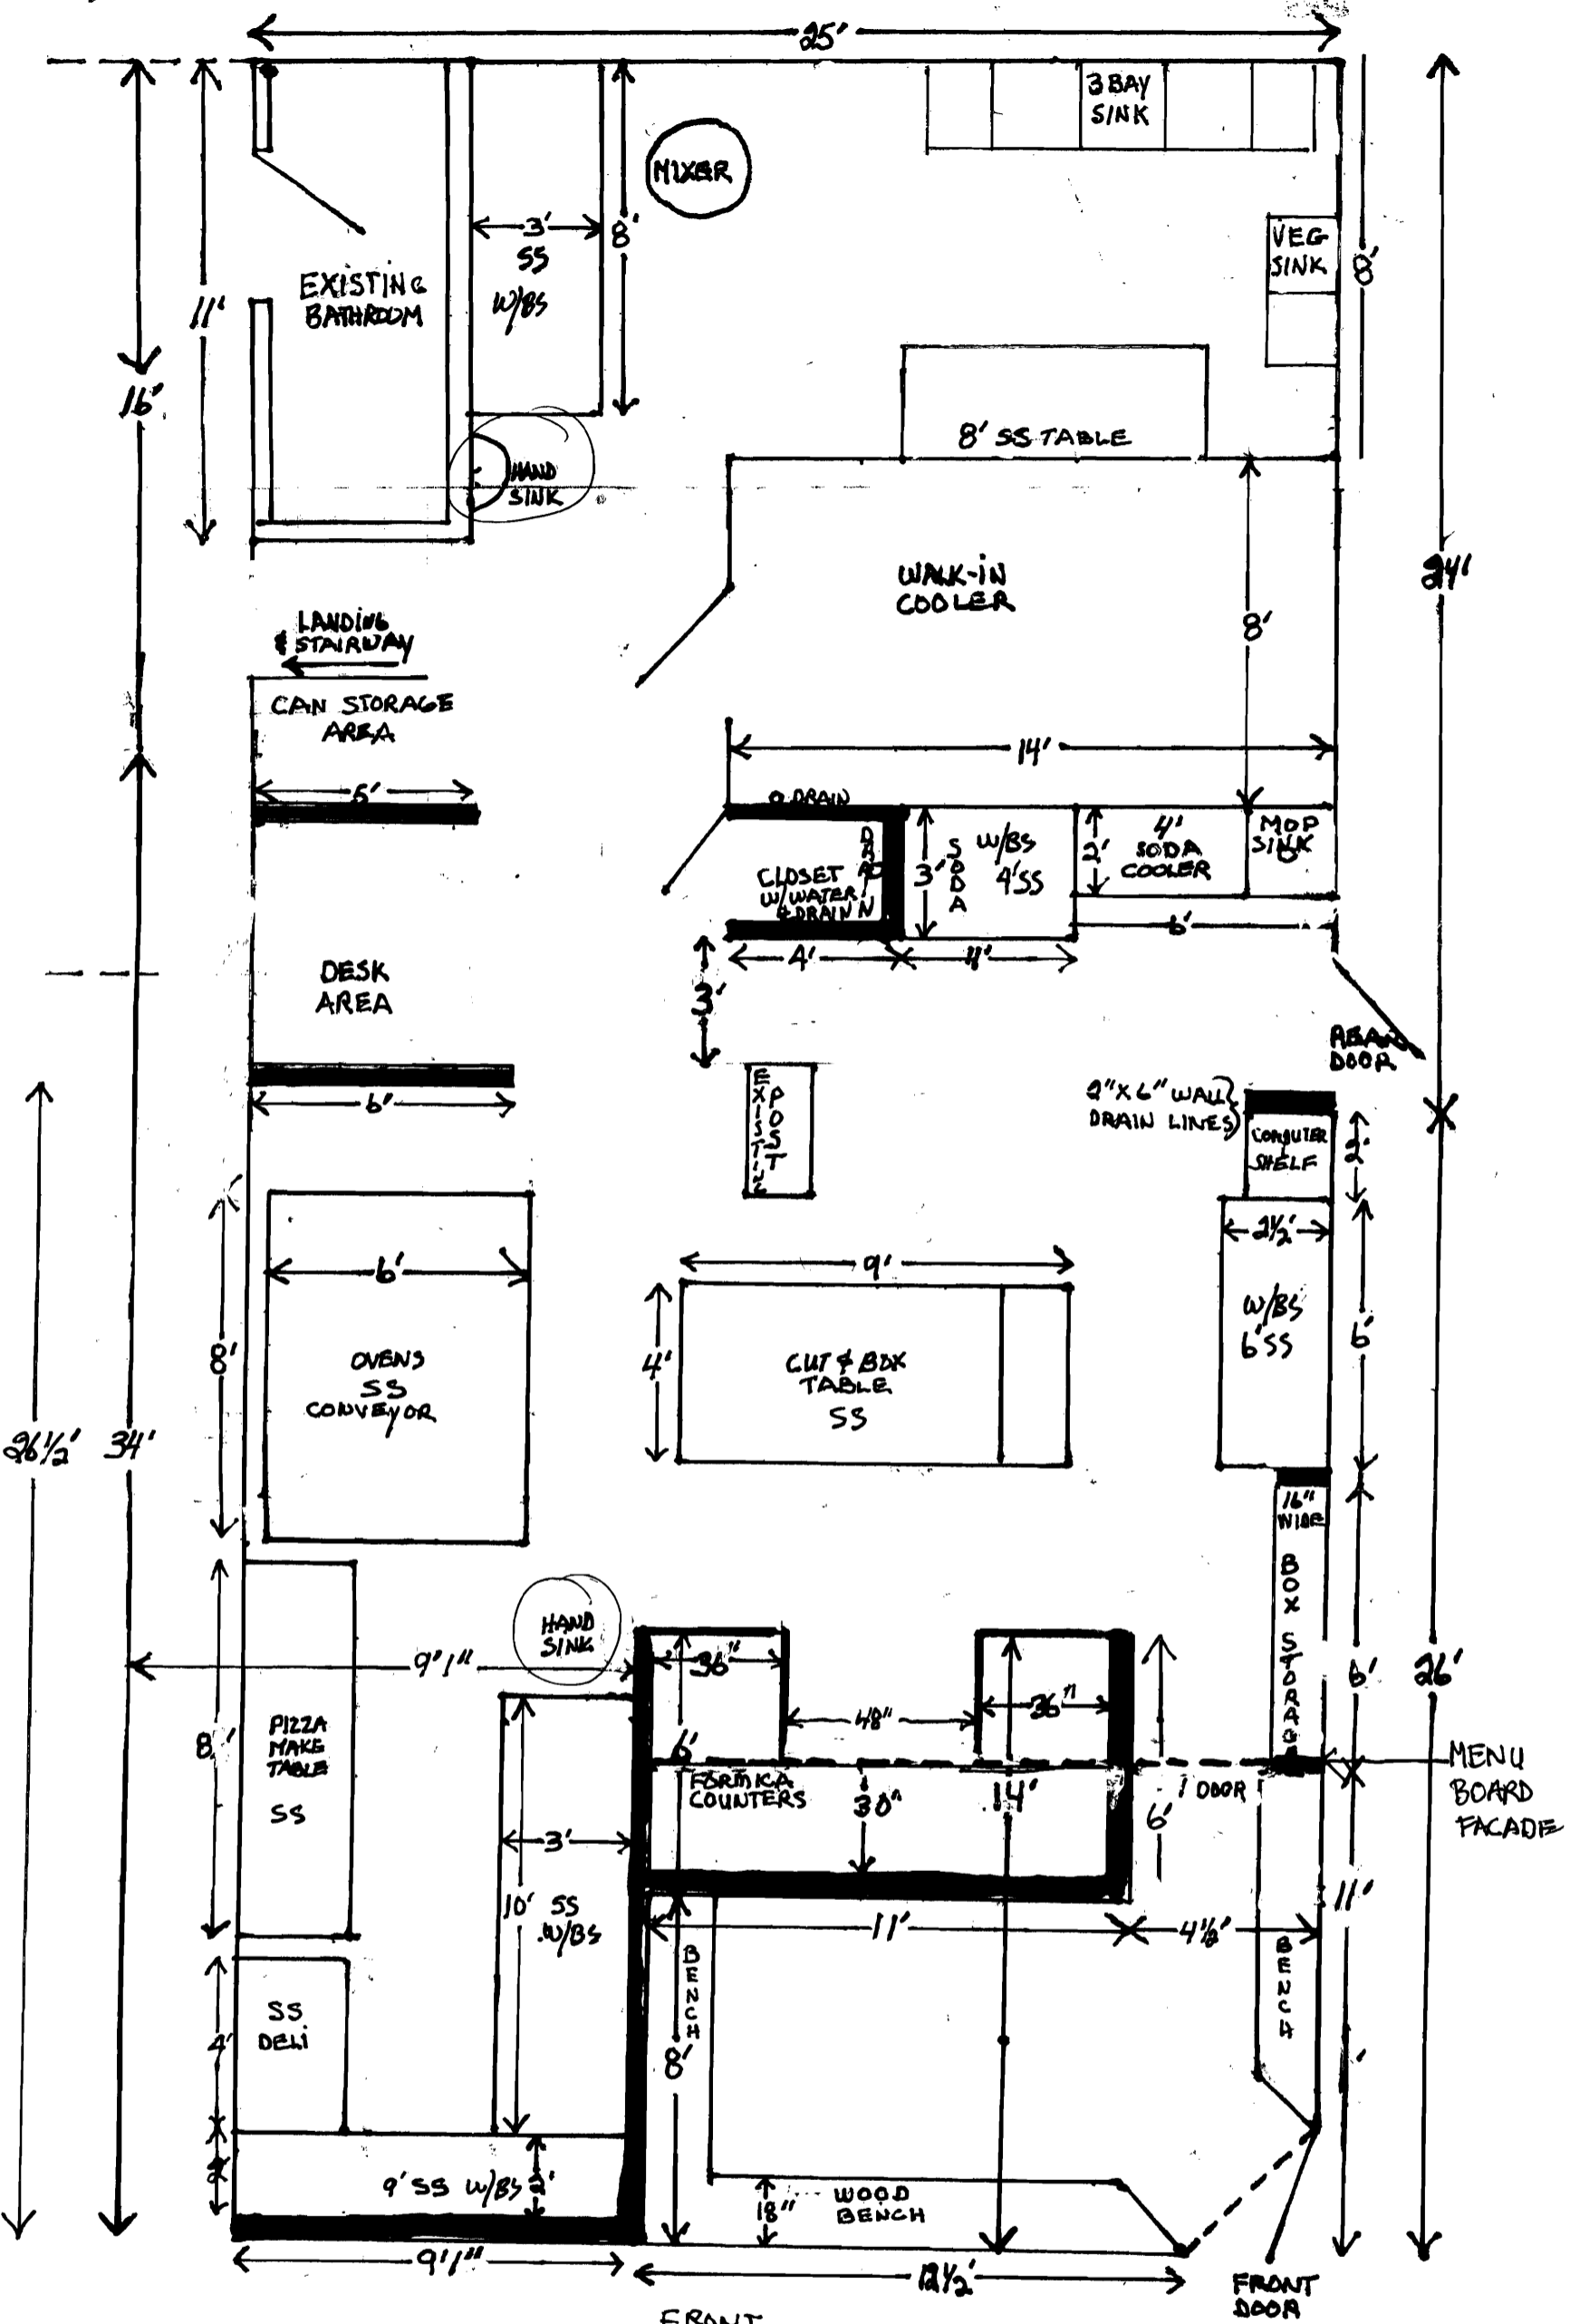 25'
3 BAY
SINK
MIXER
3'
SS
W/BS
8'
VEG
SINK
8'
EXISTING
BATHROOM
11'
16'
8' SS TABLE
HAND
SINK
WALK-IN
COOLER
24'
8'
LANDING
& STAIRWAY
CAN STORAGE
AREA
14'
5'
O DRAIN
DRAIN
CLOSET
W/WATER
& DRAIN
3'
SODA
W/BS
4'SS
2'
4'
SODA
COOLER
MOP
SINK
6'
4'
4'
3'
DESK
AREA
REAR
DOOR
6'
EXISTING
POST
2"X6" WALL
DRAIN LINES
COMPUTER
SHELF
2'
2½'
6'
9'
W/BS
6'SS
6'
8'
OVENS
SS
CONVEYOR
4'
CUT & BOX
TABLE
SS
26½'
34'
16"
WIDE
BOX STORAGE
HAND
SINK
9'1"
36"
36"
48"
6'
26'
8'
PIZZA
MAKE
TABLE
SS
6'
FORMICA
COUNTERS
30"
14'
6'
1 DOOR
MENU
BOARD
FACADE
3'
10' SS
W/BS
11'
4½'
11'
BENCH
BENCH
SS
DELI
4'
8'
2'
9' SS W/BS
2'
18"
WOOD
BENCH
9'1"
12½'
FRONT
DOOR
FRONT